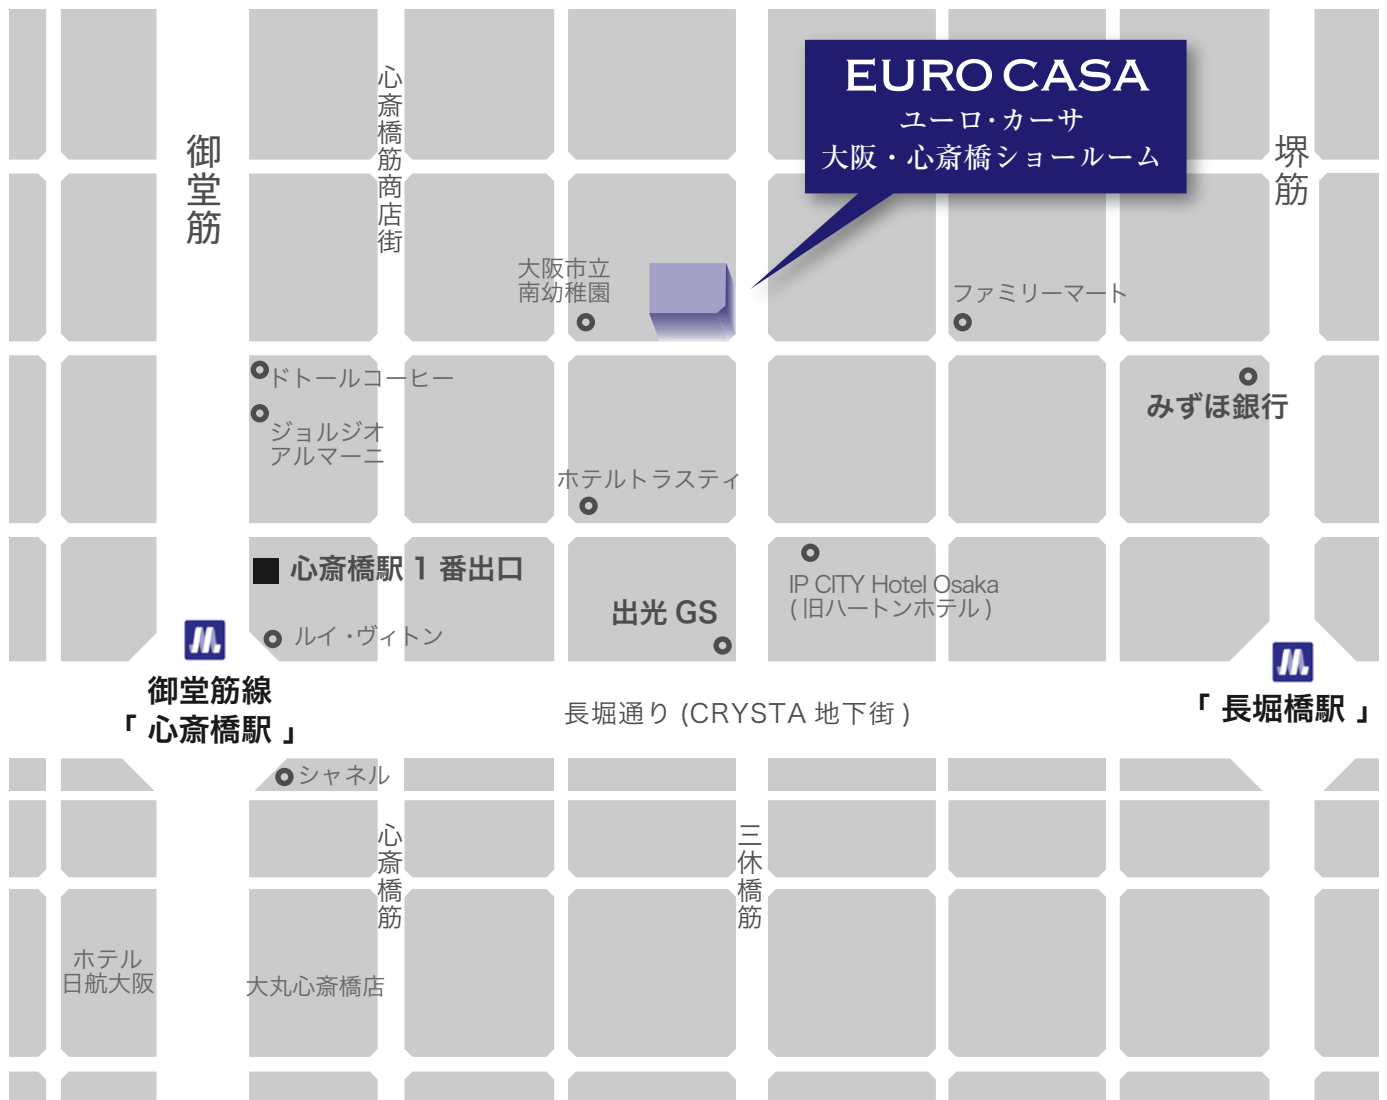 EURO CASA
ユーロ・カーサ
大阪・心斎橋ショールーム
心斎橋筋商店街
御堂筋
堺筋
大阪市立
南幼稚園
ファミリーマート
ドトールコーヒー
ジョルジオ
アルマーニ
みずほ銀行
ホテルトラスティ
心斎橋駅 1 番出口
IP CITY Hotel Osaka
( 旧ハートンホテル )
出光 GS
ルイ・ヴィトン
御堂筋線
「 心斎橋駅 」
長堀通り (CRYSTA 地下街 )
「 長堀橋駅 」
シャネル
心斎橋筋
三休橋筋
ホテル
日航大阪
大丸心斎橋店